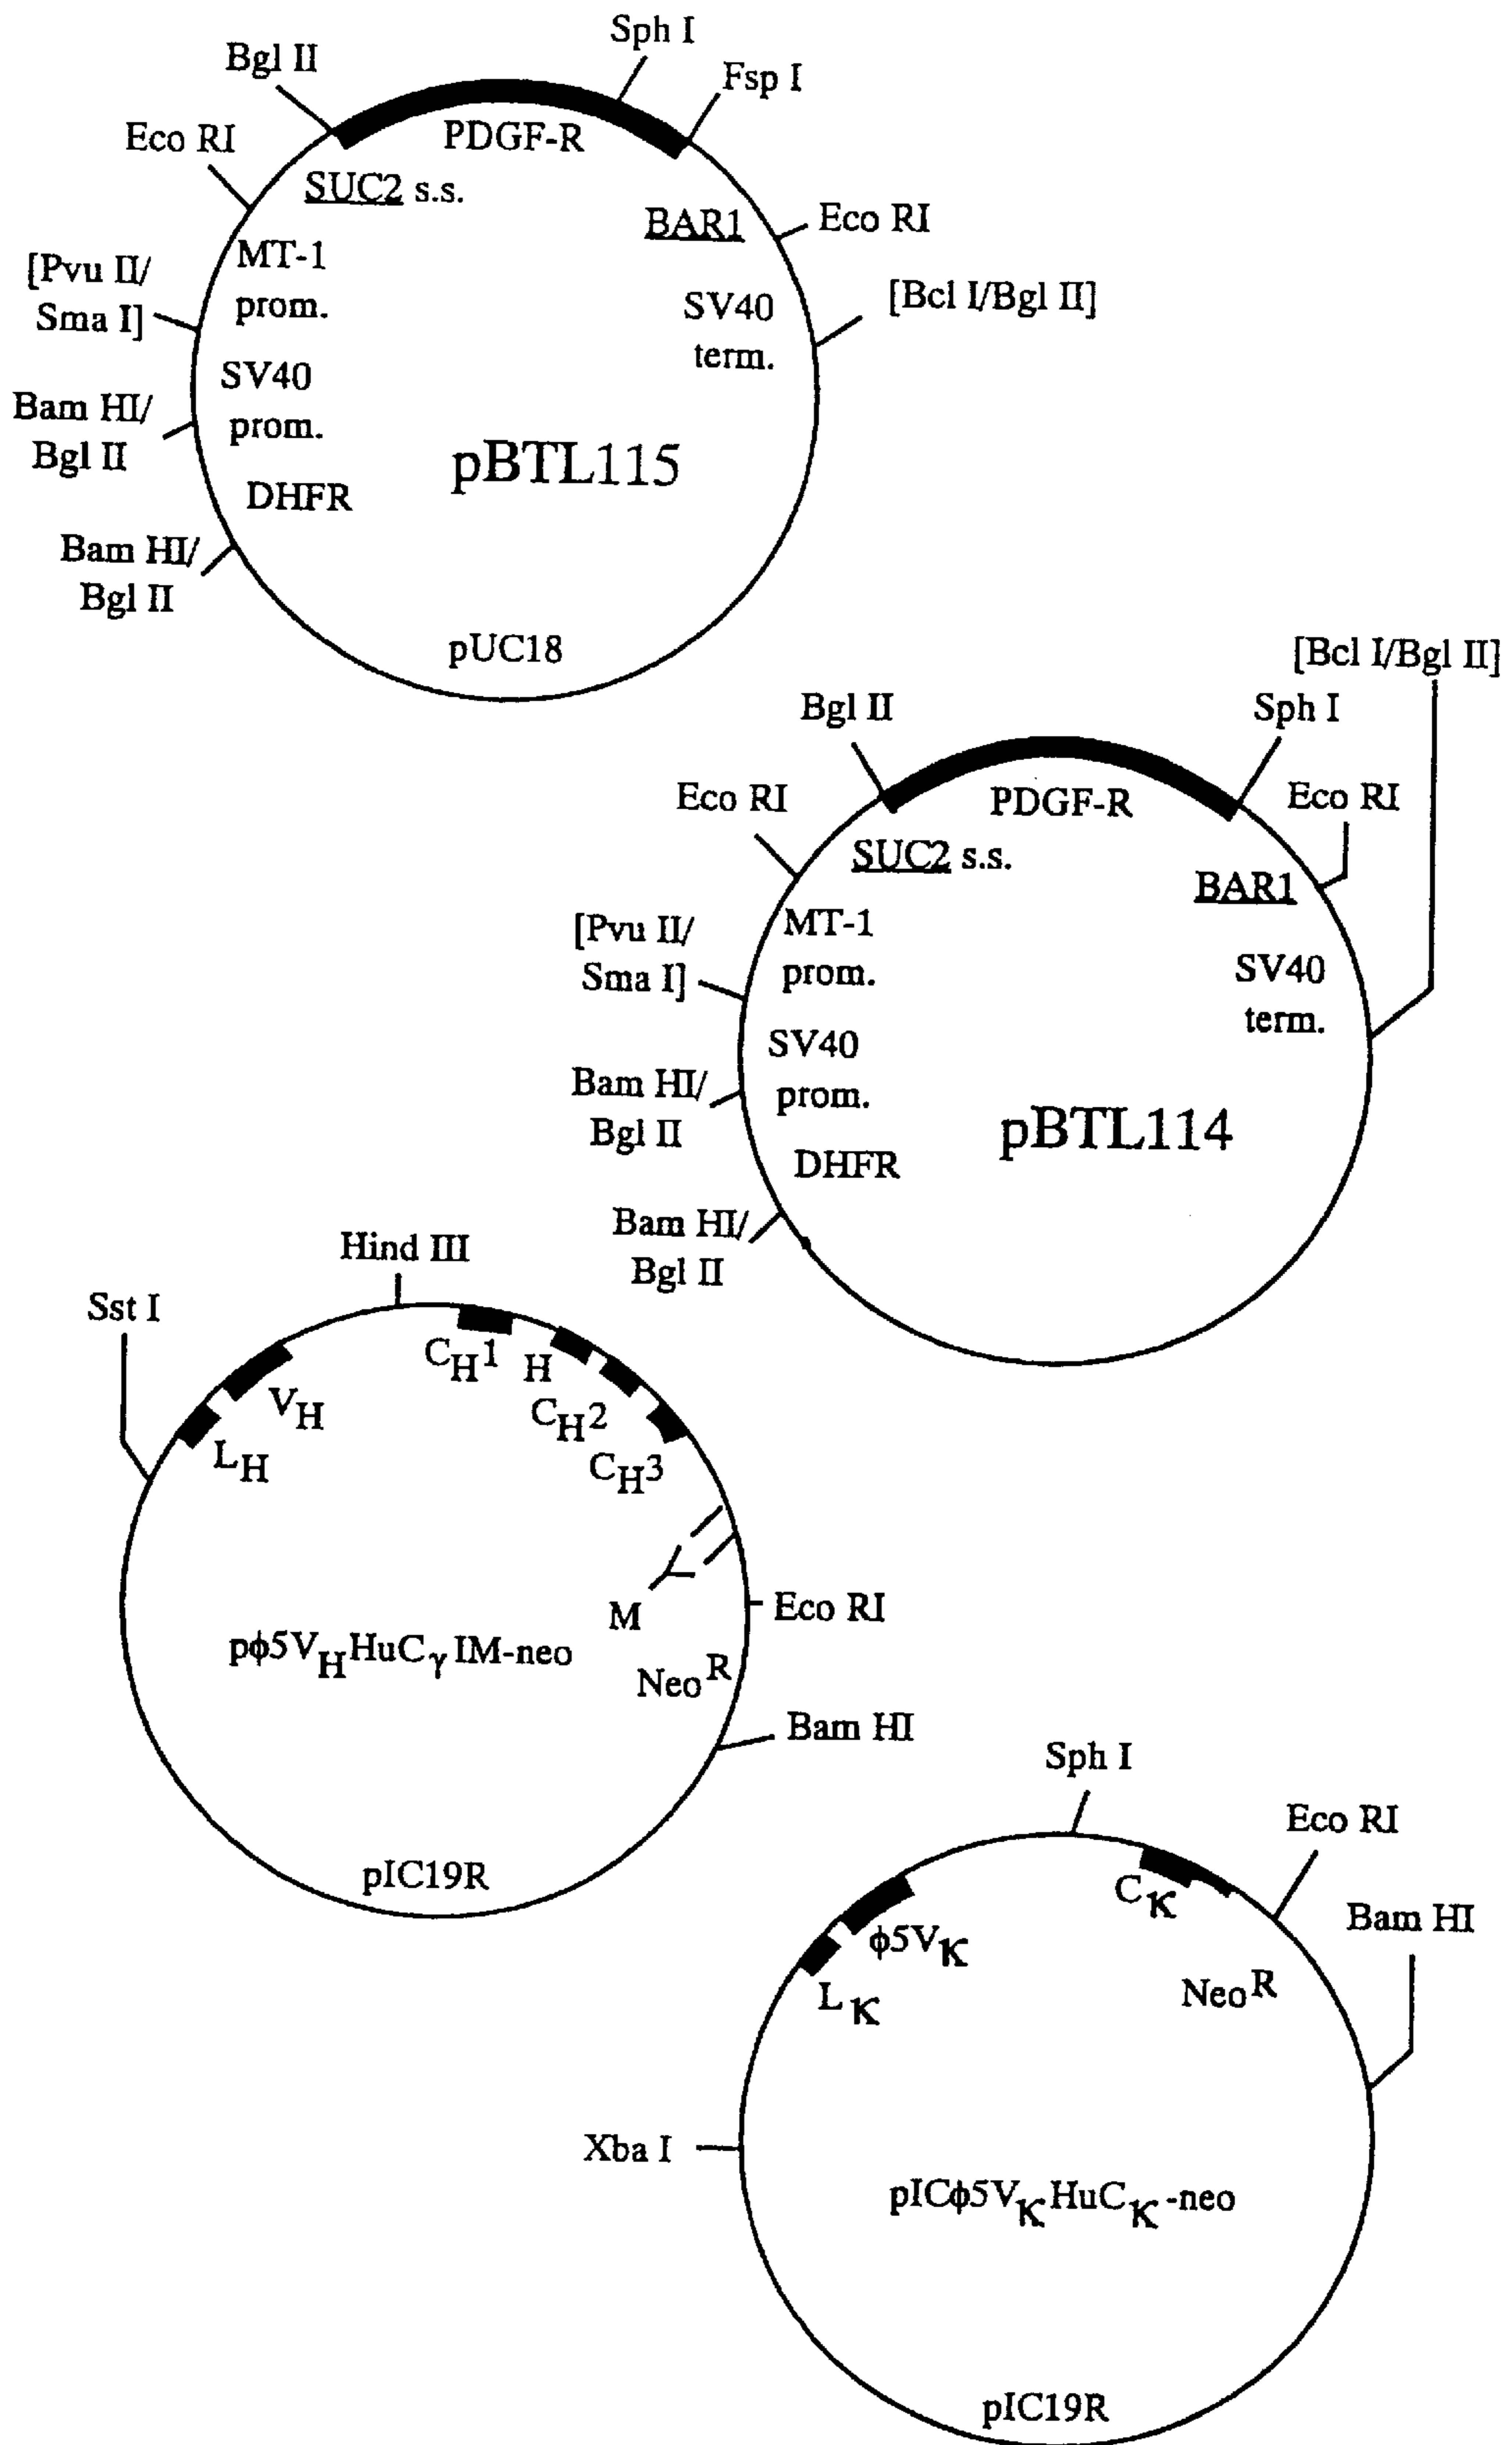 Sph I
Bgl II
Fsp I
Eco RI
PDGF-R
SUC2 s.s.
BAR1
Eco RI
MT-1
prom.
[Pvu II/
Sma I]
SV40
term.
[Bcl I/Bgl II]
SV40
prom.
Bam HI/
Bgl II
pBTL115
DHFR
Bam HI/
Bgl II
pUC18
[Bcl I/Bgl II]
Bgl II
Sph I
Eco RI
PDGF-R
Eco RI
SUC2 s.s.
BAR1
[Pvu II/
Sma I]
MT-1
prom.
SV40
term.
SV40
prom.
Bam HI/
Bgl II
pBTL114
DHFR
Bam HI/
Bgl II
Hind III
Sst I
CH1
H
VH
CH2
LH
CH3
M
Eco RI
pϕ5VHHuCγIM-neo
NeoR
Bam HI
pIC19R
Sph I
Eco RI
Cκ
Bam HI
ϕ5Vκ
Lκ
NeoR
Xba I
pICϕ5VκHuCκ-neo
pIC19R